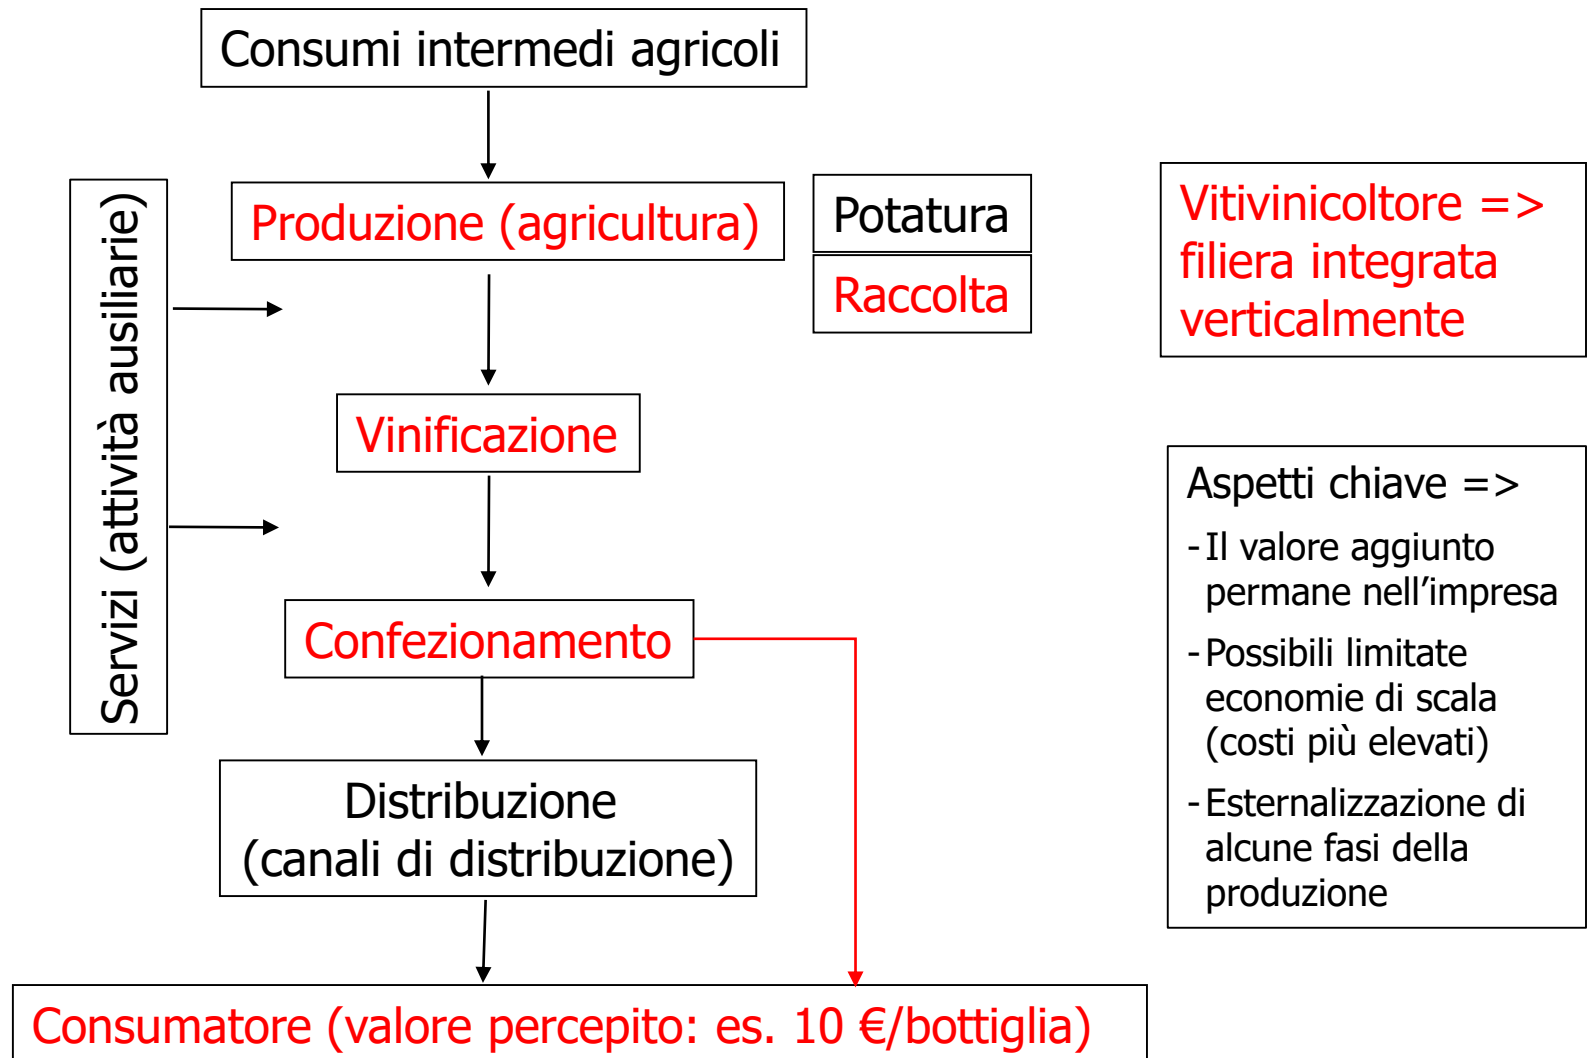 Consumi intermedi agricoli
Servizi (attività ausiliarie)
Produzione (agricultura)
Potatura
Raccolta
Vitivinicoltore =>
filiera integrata
verticalmente
Vinificazione
Aspetti chiave =>
-Il valore aggiunto
permane nell’impresa
-Possibili limitate
economie di scala
(costi più elevati)
-Esternalizzazione di
alcune fasi della
produzione
Confezionamento
Distribuzione
(canali di distribuzione)
Consumatore (valore percepito: es. 10 €/bottiglia)